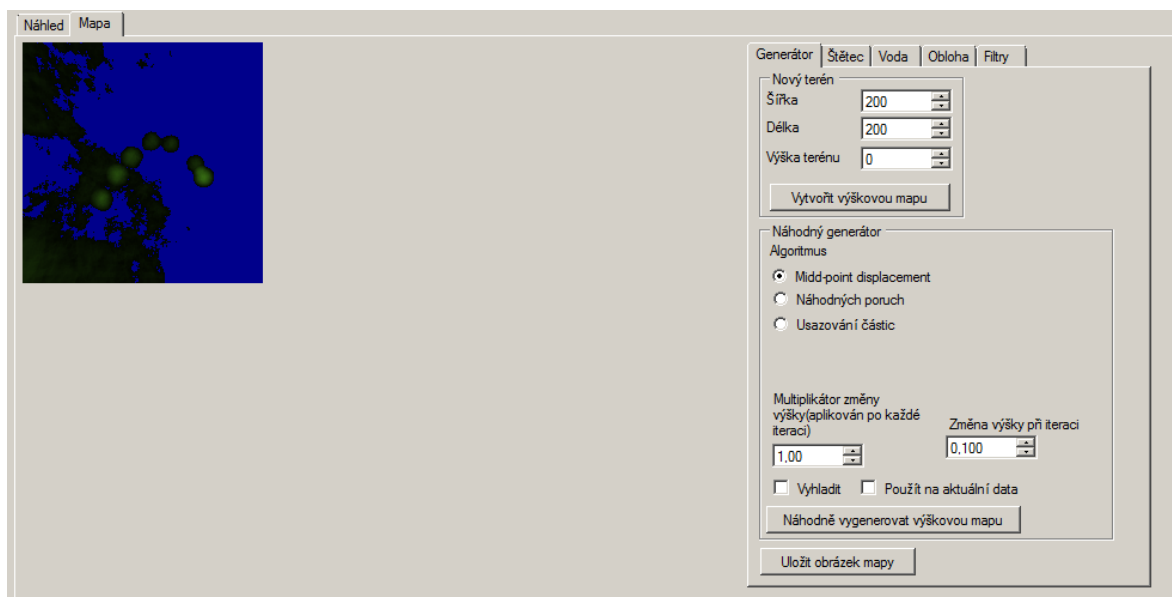 Náhled Mapa
Generátor Štětec Voda Obloha Filtry
Nový terén
Šířka 200
Délka 200
Výška terénu 0
Vytvořit výškovou mapu
Náhodný generátor
Algoritmus
Midd-point displacement
Náhodných poruch
Usazování částic
Multiplikátor změny
výšky(aplikován po každé
iteraci)
1,00
Změna výšky při iteraci
0,100
Vyhladit Použít na aktuální data
Náhodně vygenerovat výškovou mapu
Uložit obrázek mapy